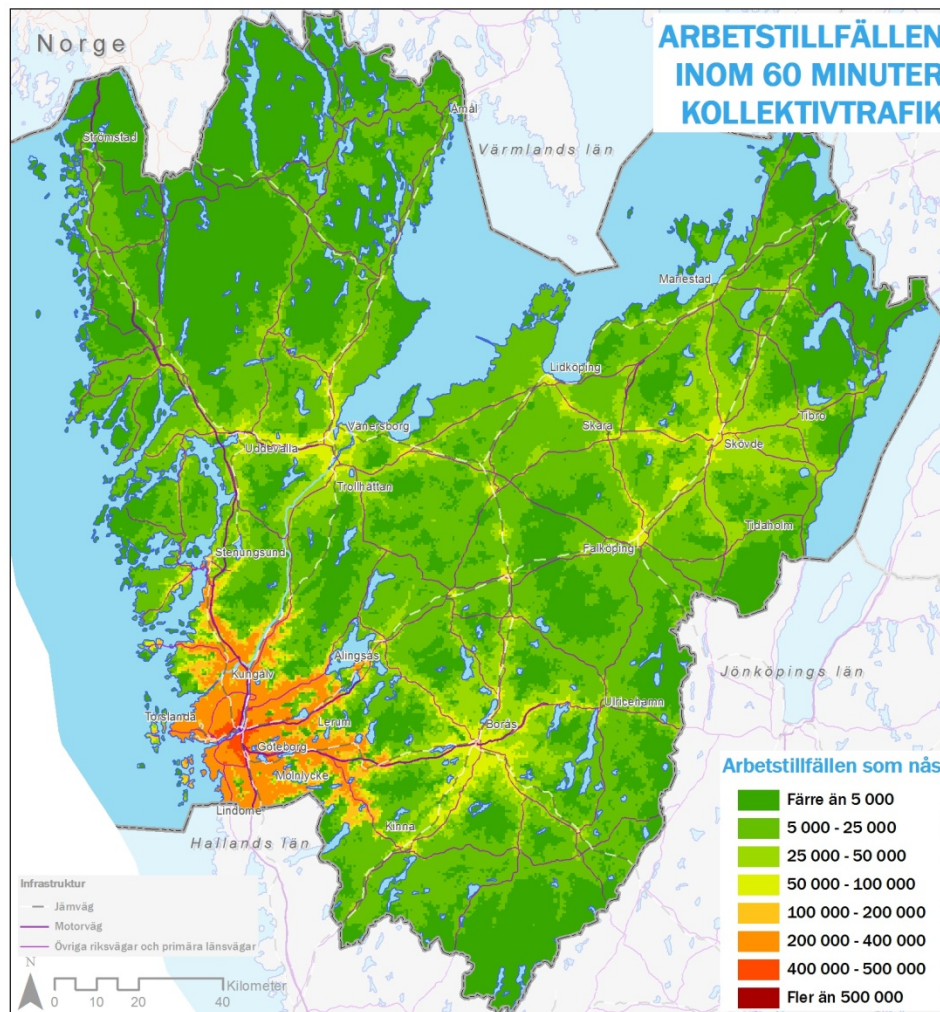 Norge
ARBETSTILLFÄLLEN
INOM 60 MINUTER
KOLLEKTIVTRAFIK
Åmål
Strömstad
Värmlands län
Mariestad
Lidköping
Skara
Tibro
Skövde
Vänersborg
Uddevalla
Trollhättan
Tidaholm
Falköping
Stenungsund
Alingsås
Kungälv
Jönköpings län
Ulricehamn
Torslanda
Lerum
Borås
Göteborg
Mölnlycke
Lindome
Kinna
Hallands län
Arbetstillfällen som nås
Färre än 5 000
5 000 - 25 000
25 000 - 50 000
50 000 - 100 000
100 000 - 200 000
200 000 - 400 000
400 000 - 500 000
Fler än 500 000
Infrastruktur
Järnväg
Motorväg
Övriga riksvägar och primära länsvägar
N
Kilometer
0 5 10 20 40